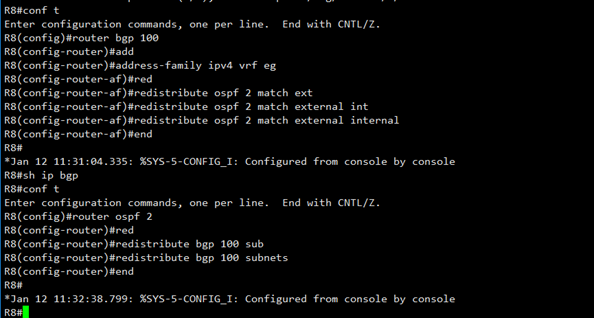 R8#conf t
Enter configuration commands, one per line.  End with CNTL/Z.
R8(config)#router bgp 100
R8(config-router)#add
R8(config-router)#address-family ipv4 vrf eg
R8(config-router-af)#red
R8(config-router-af)#redistribute ospf 2 match ext
R8(config-router-af)#redistribute ospf 2 match external int
R8(config-router-af)#redistribute ospf 2 match external internal
R8(config-router-af)#end
R8#
*Jan 12 11:31:04.335: %SYS-5-CONFIG_I: Configured from console by console
R8#sh ip bgp
R8#conf t
Enter configuration commands, one per line.  End with CNTL/Z.
R8(config)#router ospf 2
R8(config-router)#red
R8(config-router)#redistribute bgp 100 sub
R8(config-router)#redistribute bgp 100 subnets
R8(config-router)#end
R8#
*Jan 12 11:32:38.799: %SYS-5-CONFIG_I: Configured from console by console
R8#